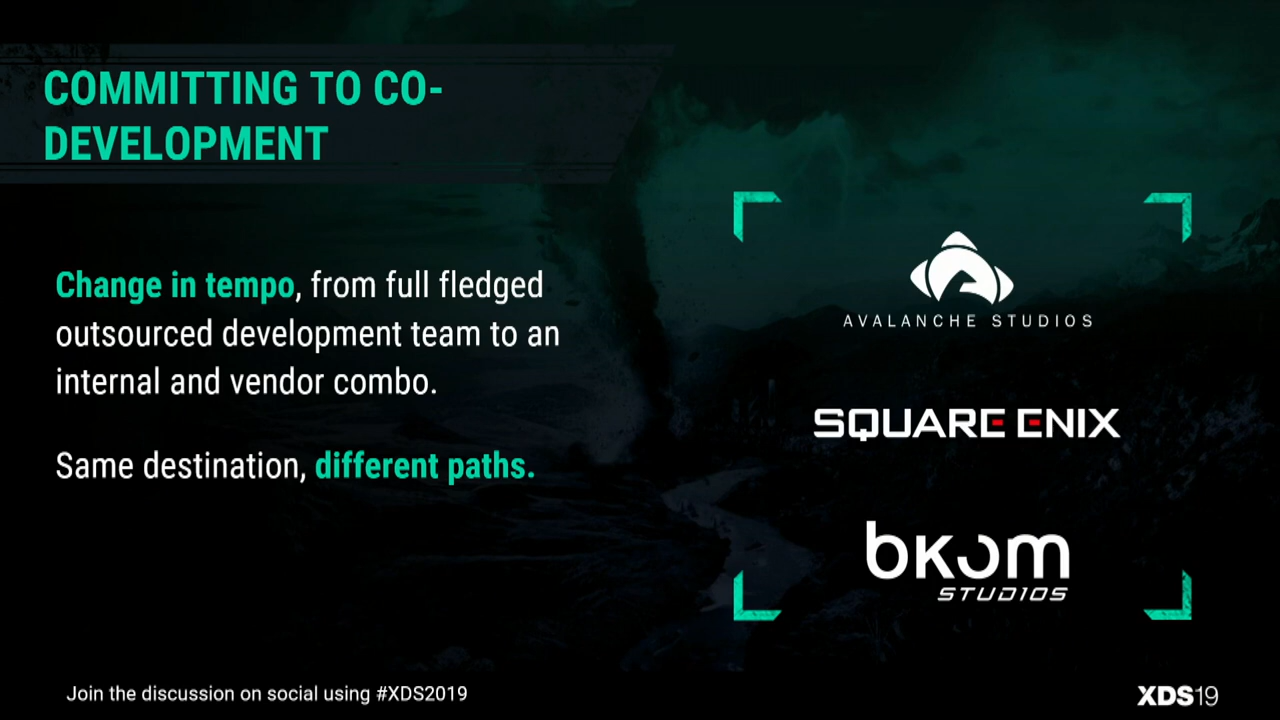 COMMITTING TO CO-
DEVELOPMENT
Change in tempo, from full fledged
outsourced development team to an
internal and vendor combo.
Same destination, different paths.
AVALANCHE STUDIOS
SQUARE ENIX
bkom
STUDIOS
Join the discussion on social using #XDS2019
XDS19